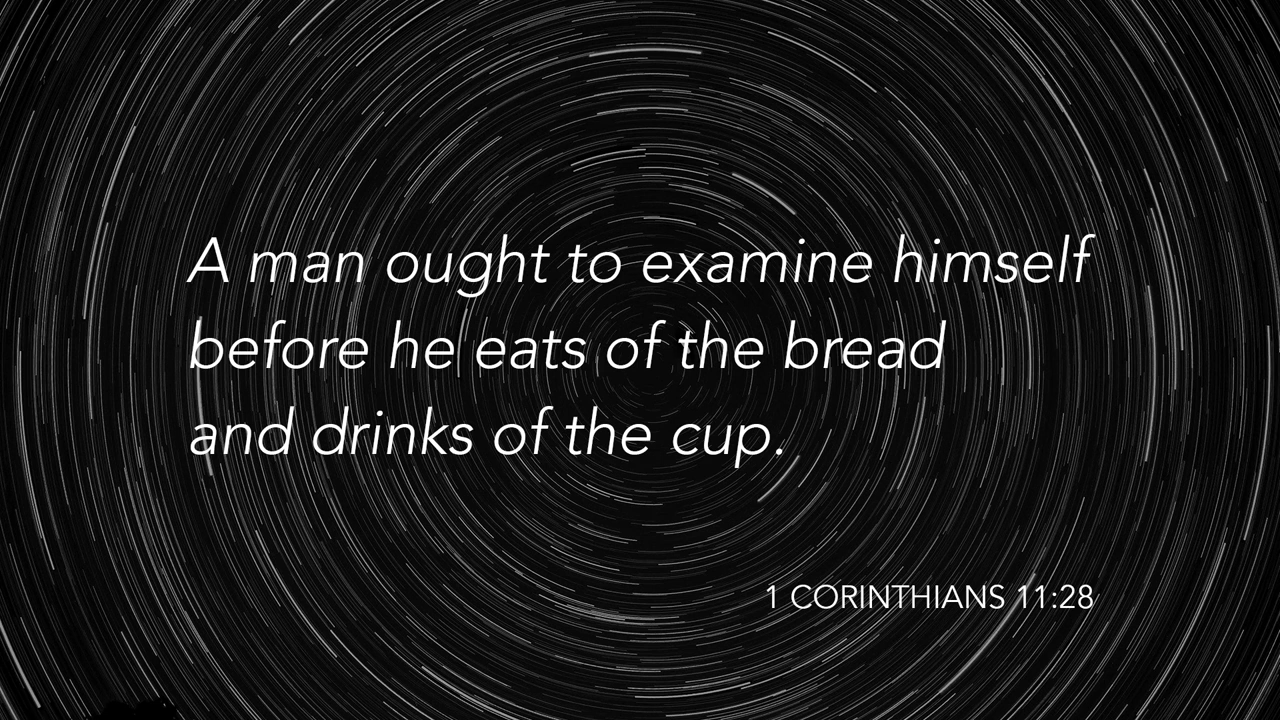 A man ought to examine himself
before he eats of the bread
and drinks of the cup.
1 CORINTHIANS 11:28